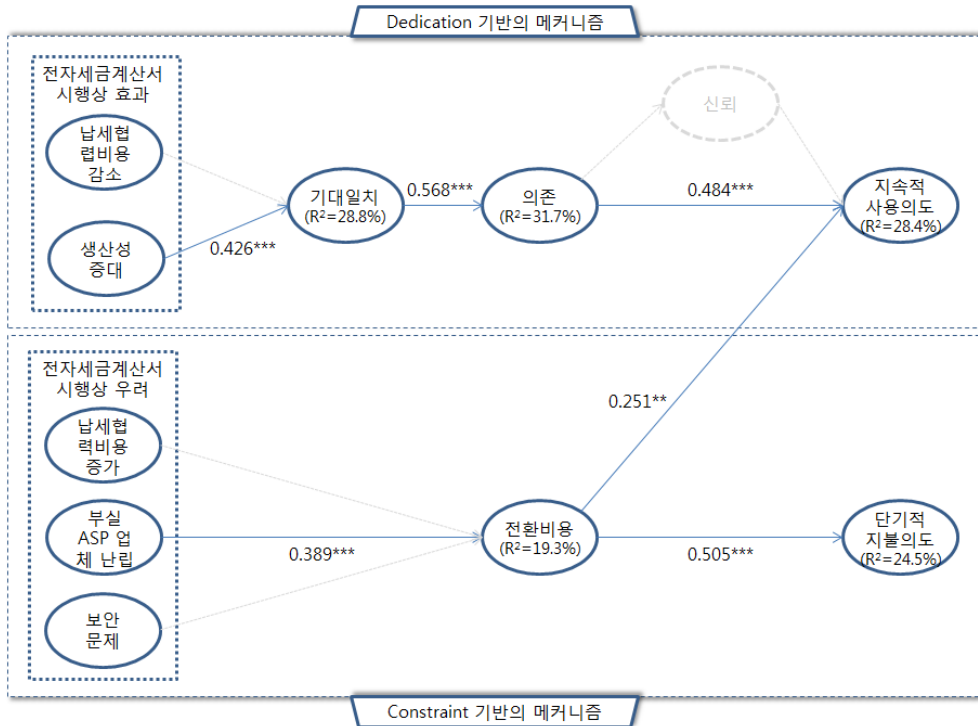 Dedication 기반의 메커니즘
전자세금계산서
시행상 효과
납세협
렵비용
감소
생산성
증대
0.426***
기대일치
(R²=28.8%)
0.568***
의존
(R²=31.7%)
신뢰
0.484***
지속적
사용의도
(R²=28.4%)
전자세금계산서
시행상 우려
납세협
력비용
증가
부실
ASP 업
체 난립
보안
문제
0.389***
전환비용
(R²=19.3%)
0.251**
0.505***
단기적
지불의도
(R²=24.5%)
Constraint 기반의 메커니즘